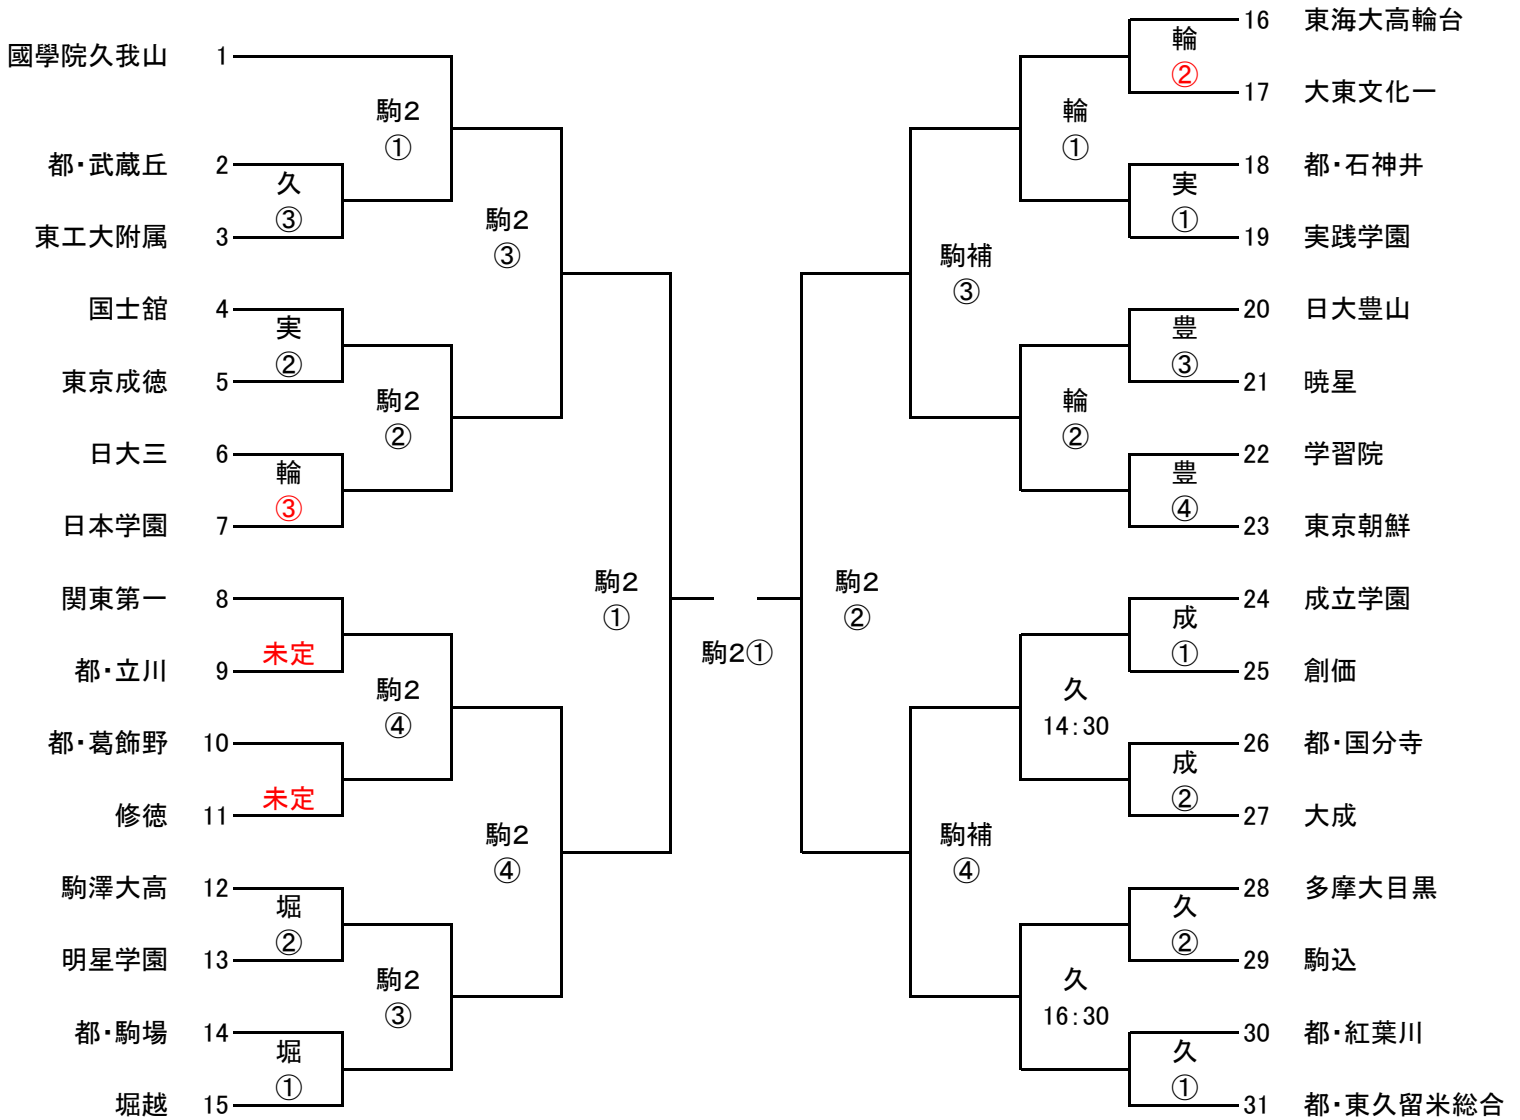 國學院久我山 1
都・武蔵丘 2
久
③
東工大附属 3
駒2
①
国士舘 4
実
②
東京成徳 5
日大三 6
輪
③
日本学園 7
駒2
②
駒2
③
関東第一 8
未定
都・立川 9
都・葛飾野 10
未定
修徳 11
駒2
④
駒澤大高 12
堀
②
明星学園 13
都・駒場 14
堀
①
堀越 15
駒2
③
駒2
④
駒2
①
駒2①
駒2
②
16 東海大高輪台
輪
②
17 大東文化一
18 都・石神井
実
①
19 実践学園
輪
①
20 日大豊山
豊
③
21 暁星
22 学習院
豊
④
23 東京朝鮮
輪
②
駒補
③
24 成立学園
成
①
25 創価
26 都・国分寺
成
②
27 大成
久
14:30
28 多摩大目黒
久
②
29 駒込
30 都・紅葉川
久
①
31 都・東久留米総合
久
16:30
駒補
④